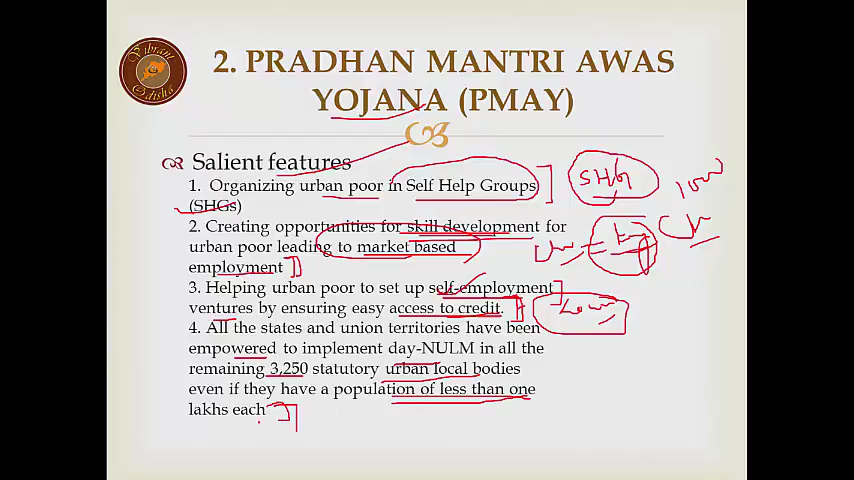 Vibrant
Odisha
2. PRADHAN MANTRI AWAS
YOJANA (PMAY)
Salient features
1. Organizing urban poor in Self Help Groups
(SHGs)
2. Creating opportunities for skill development for
urban poor leading to market based
employment
3. Helping urban poor to set up self-employment
ventures by ensuring easy access to credit.
4. All the states and union territories have been
empowered to implement day-NULM in all the
remaining 3,250 statutory urban local bodies
even if they have a population of less than one
lakhs each
SHG
Loan